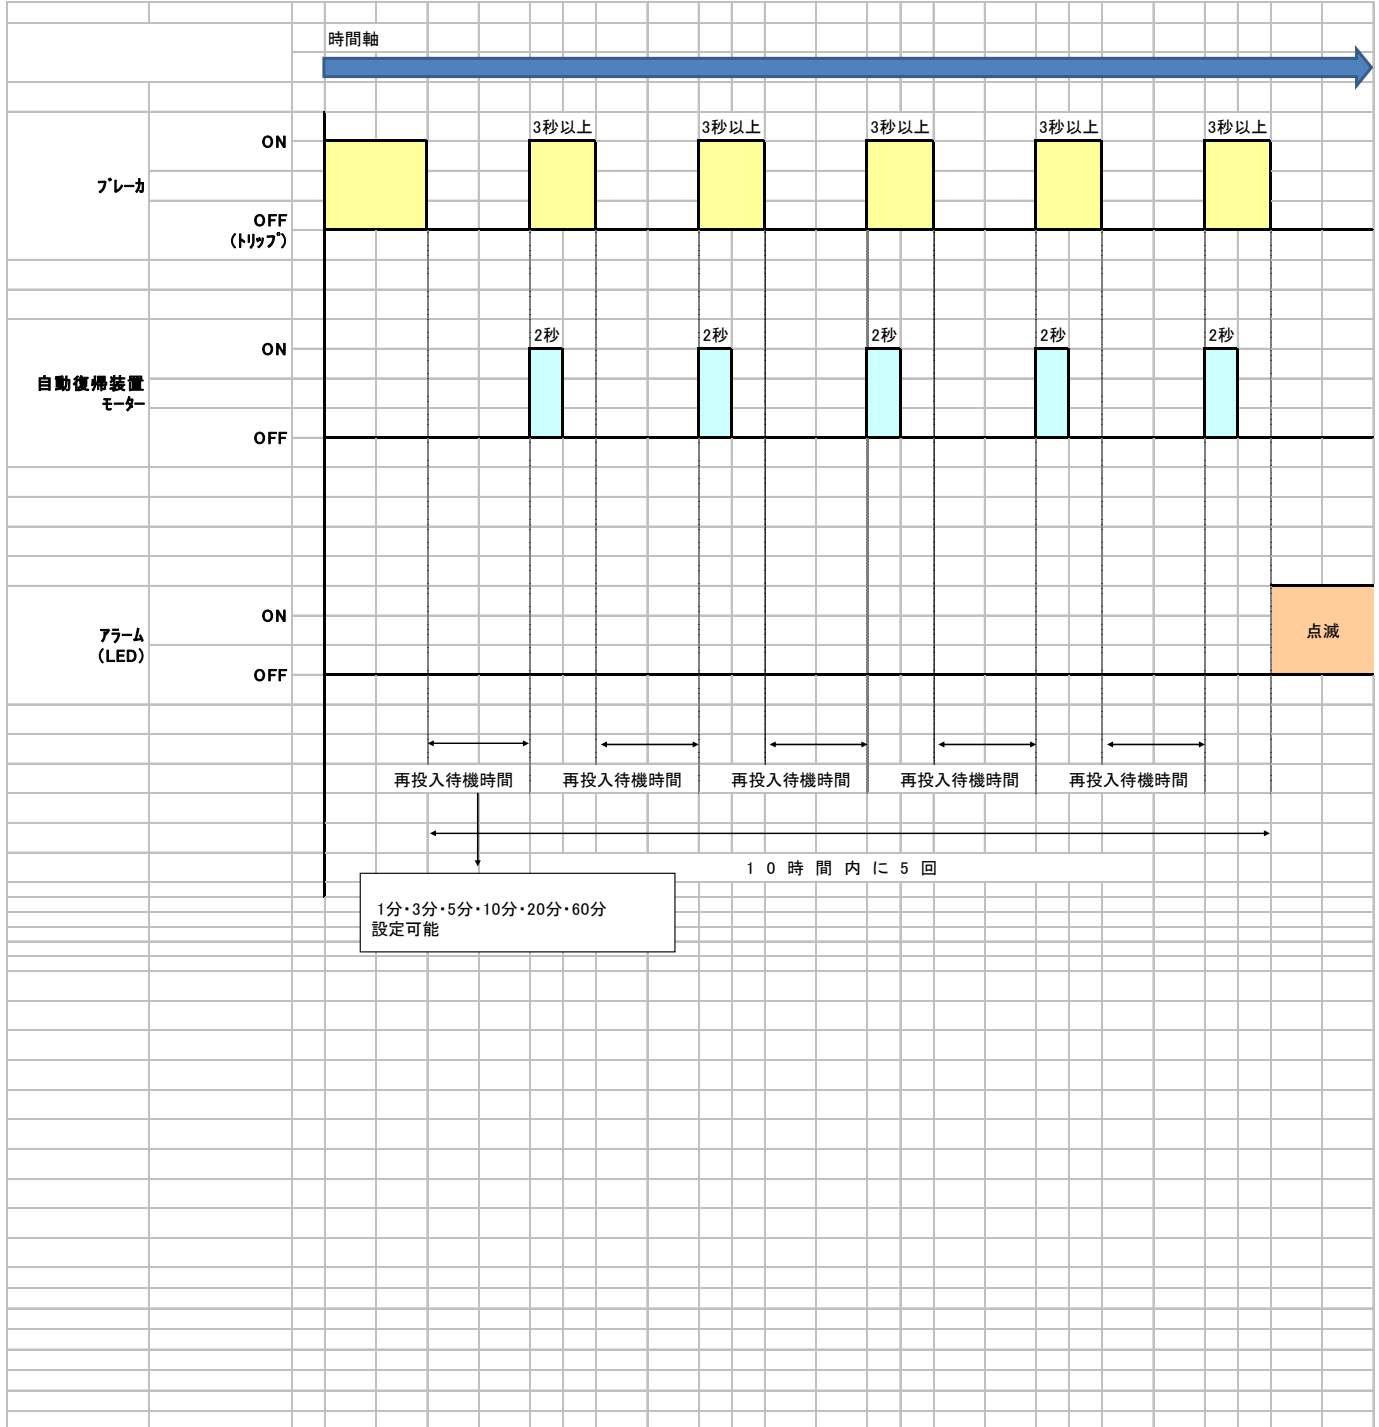 時間軸
3秒以上 3秒以上 3秒以上 3秒以上 3秒以上
ON
ﾌﾞﾚｰｶ
OFF
(ﾄﾘｯﾌﾟ)
2秒 2秒 2秒 2秒 2秒
ON
自動復帰装置
ﾓｰﾀｰ
OFF
ON
点滅
ｱﾗｰﾑ
(LED)
OFF
再投入待機時間 再投入待機時間 再投入待機時間 再投入待機時間 再投入待機時間
１０時間内に５回
1分・3分・5分・10分・20分・60分
設定可能